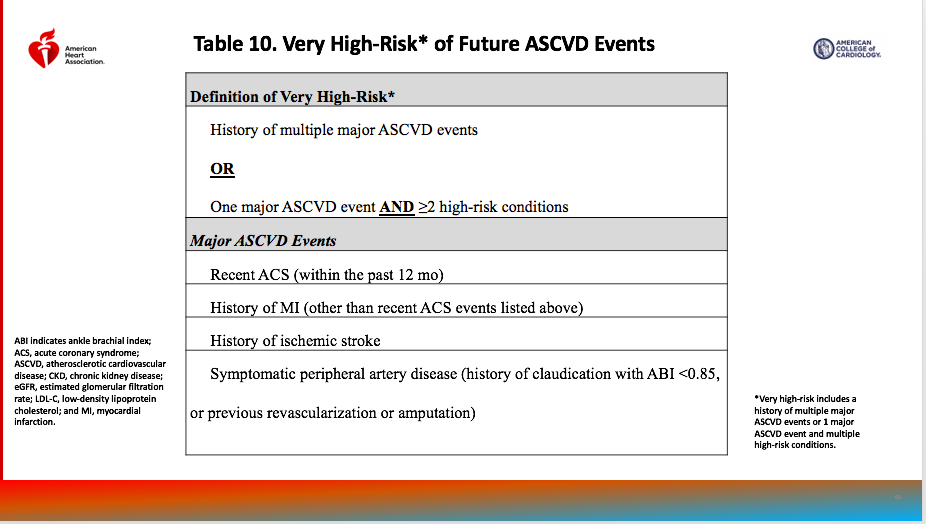 American
Heart
Association.
Table 10. Very High-Risk* of Future ASCVD Events
AMERICAN
COLLEGE of
CARDIOLOGY.
Definition of Very High-Risk*
History of multiple major ASCVD events
OR
One major ASCVD event AND ≥2 high-risk conditions
Major ASCVD Events
Recent ACS (within the past 12 mo)
History of MI (other than recent ACS events listed above)
History of ischemic stroke
Symptomatic peripheral artery disease (history of claudication with ABI <0.85,
or previous revascularization or amputation)
ABI indicates ankle brachial index;
ACS, acute coronary syndrome;
ASCVD, atherosclerotic cardiovascular
disease; CKD, chronic kidney disease;
eGFR, estimated glomerular filtration
rate; LDL-C, low-density lipoprotein
cholesterol; and MI, myocardial
infarction.
*Very high-risk includes a
history of multiple major
ASCVD events or 1 major
ASCVD event and multiple
high-risk conditions.